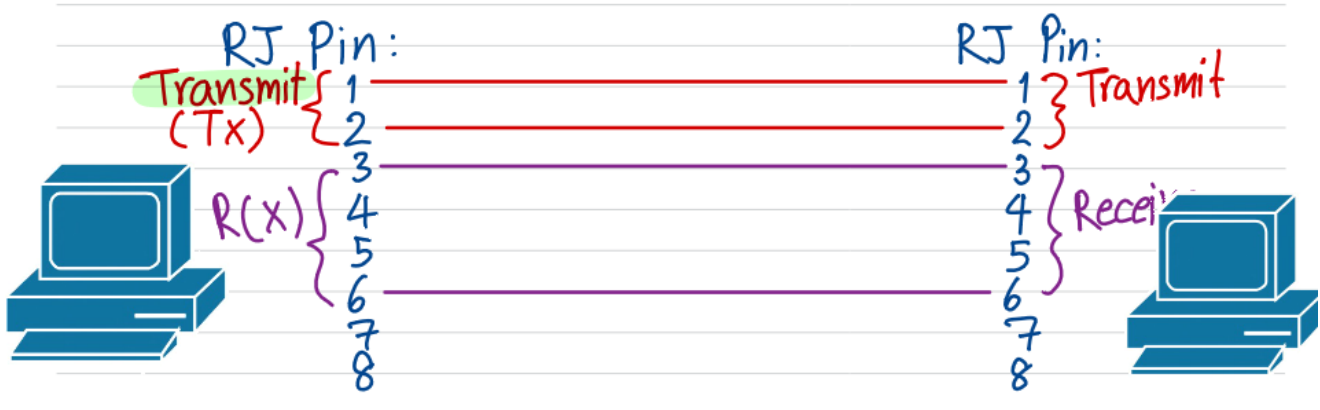 RJ Pin: RJ Pin:
Transmit { 1 1 } Transmit
(Tx) 2 2
3 3
R(X) { 4 4 }
5 5
6 6
7 7
8 8